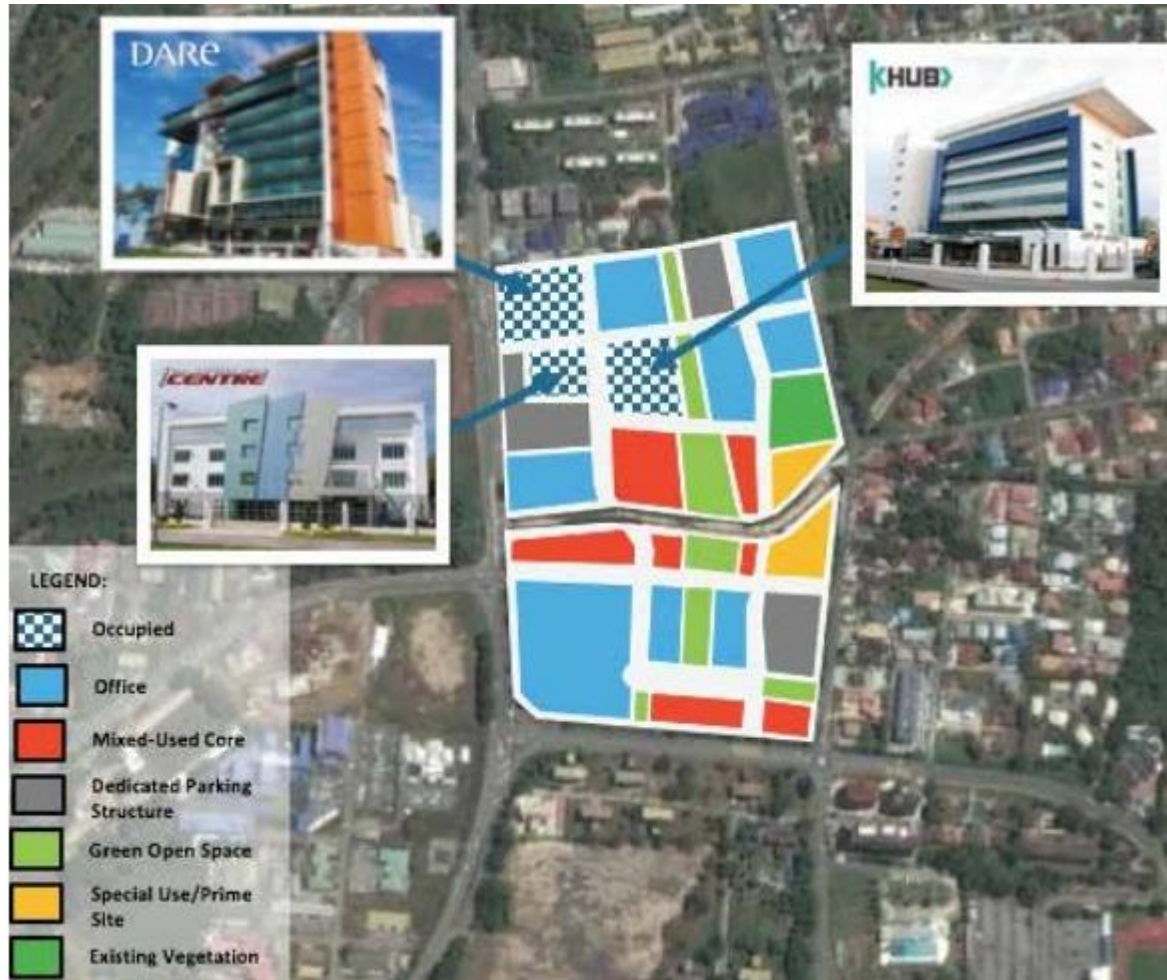 DARe
KHUB
iCENTRE
LEGEND:
Occupied
Office
Mixed-Used Core
Dedicated Parking
Structure
Green Open Space
Special Use/Prime
Site
Existing Vegetation